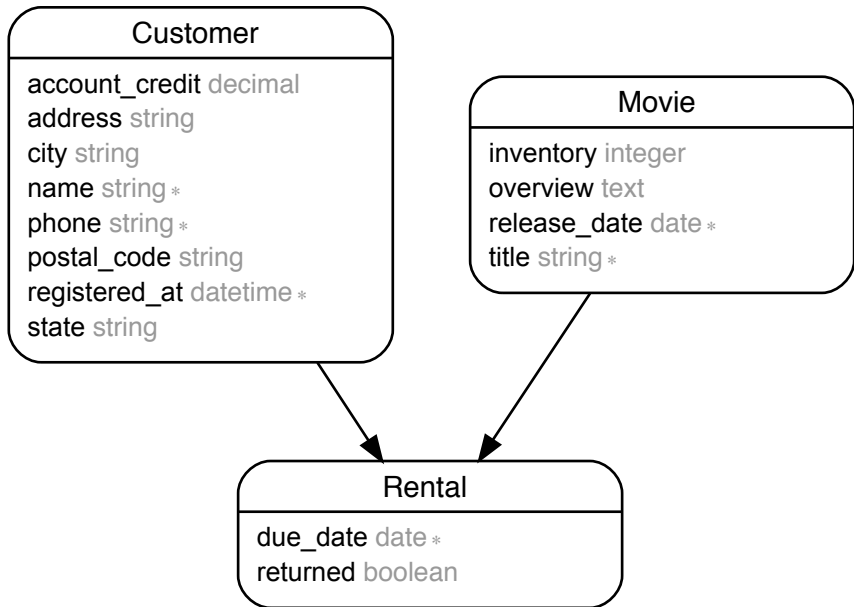 Customer
account_credit decimal
address string
city string
name string *
phone string *
postal_code string
registered_at datetime *
state string
Movie
inventory integer
overview text
release_date date *
title string *
Rental
due_date date *
returned boolean